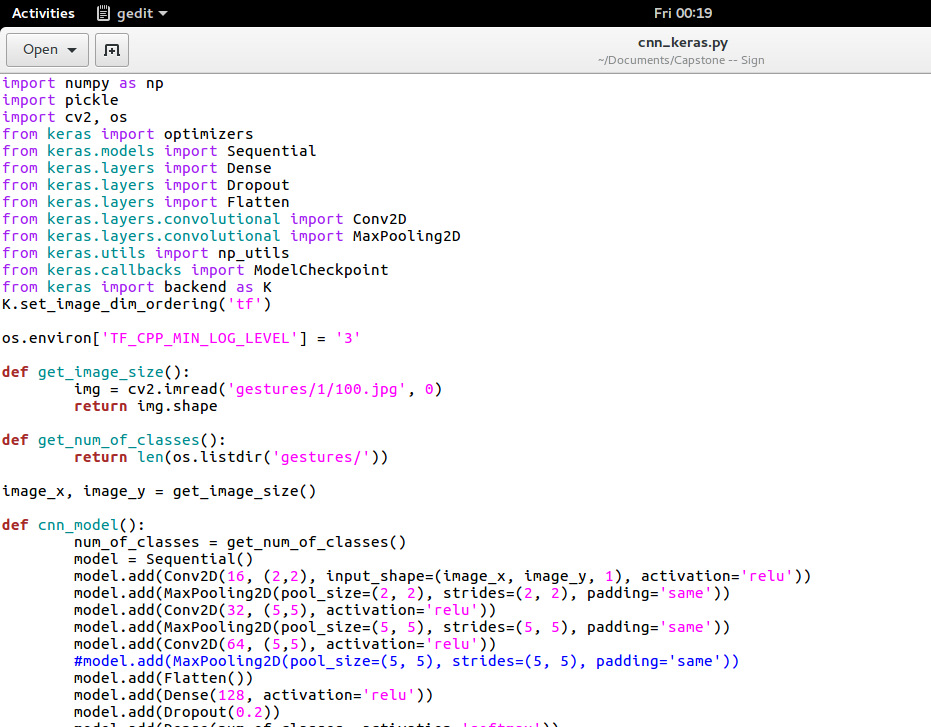 Activities gedit Fri 00:19
Open cnn_keras.py
~/Documents/Capstone -- Sign
import numpy as np
import pickle
import cv2, os
from keras import optimizers
from keras.models import Sequential
from keras.layers import Dense
from keras.layers import Dropout
from keras.layers import Flatten
from keras.layers.convolutional import Conv2D
from keras.layers.convolutional import MaxPooling2D
from keras.utils import np_utils
from keras.callbacks import ModelCheckpoint
from keras import backend as K
K.set_image_dim_ordering('tf')
os.environ['TF_CPP_MIN_LOG_LEVEL'] = '3'
def get_image_size():
img = cv2.imread('gestures/1/100.jpg', 0)
return img.shape
def get_num_of_classes():
return len(os.listdir('gestures/'))
image_x, image_y = get_image_size()
def cnn_model():
num_of_classes = get_num_of_classes()
model = Sequential()
model.add(Conv2D(16, (2,2), input_shape=(image_x, image_y, 1), activation='relu'))
model.add(MaxPooling2D(pool_size=(2, 2), strides=(2, 2), padding='same'))
model.add(Conv2D(32, (5,5), activation='relu'))
model.add(MaxPooling2D(pool_size=(5, 5), strides=(5, 5), padding='same'))
model.add(Conv2D(64, (5,5), activation='relu'))
#model.add(MaxPooling2D(pool_size=(5, 5), strides=(5, 5), padding='same'))
model.add(Flatten())
model.add(Dense(128, activation='relu'))
model.add(Dropout(0.2))
model.add(Dense(num_of_classes, activation='softmax'))